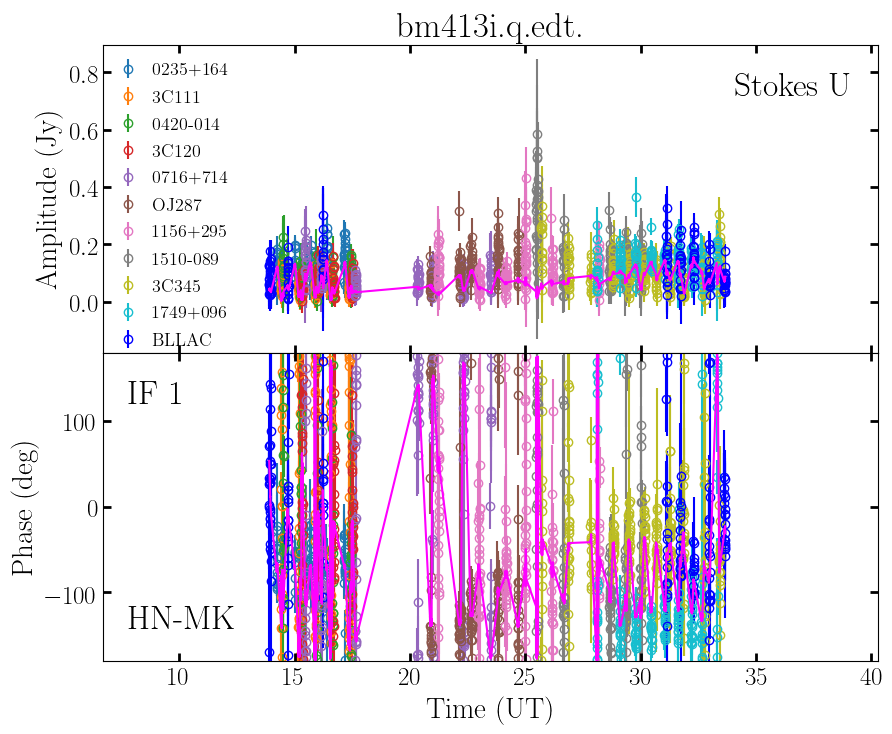 bm413i.q.edt.
Stokes U
Amplitude (Jy)
0.8
0.6
0.4
0.2
0.0
0235+164
3C111
0420-014
3C120
0716+714
OJ287
1156+295
1510-089
3C345
1749+096
BLLAC
IF 1
HN-MK
Phase (deg)
100
0
−100
10
15
20
25
30
35
40
Time (UT)